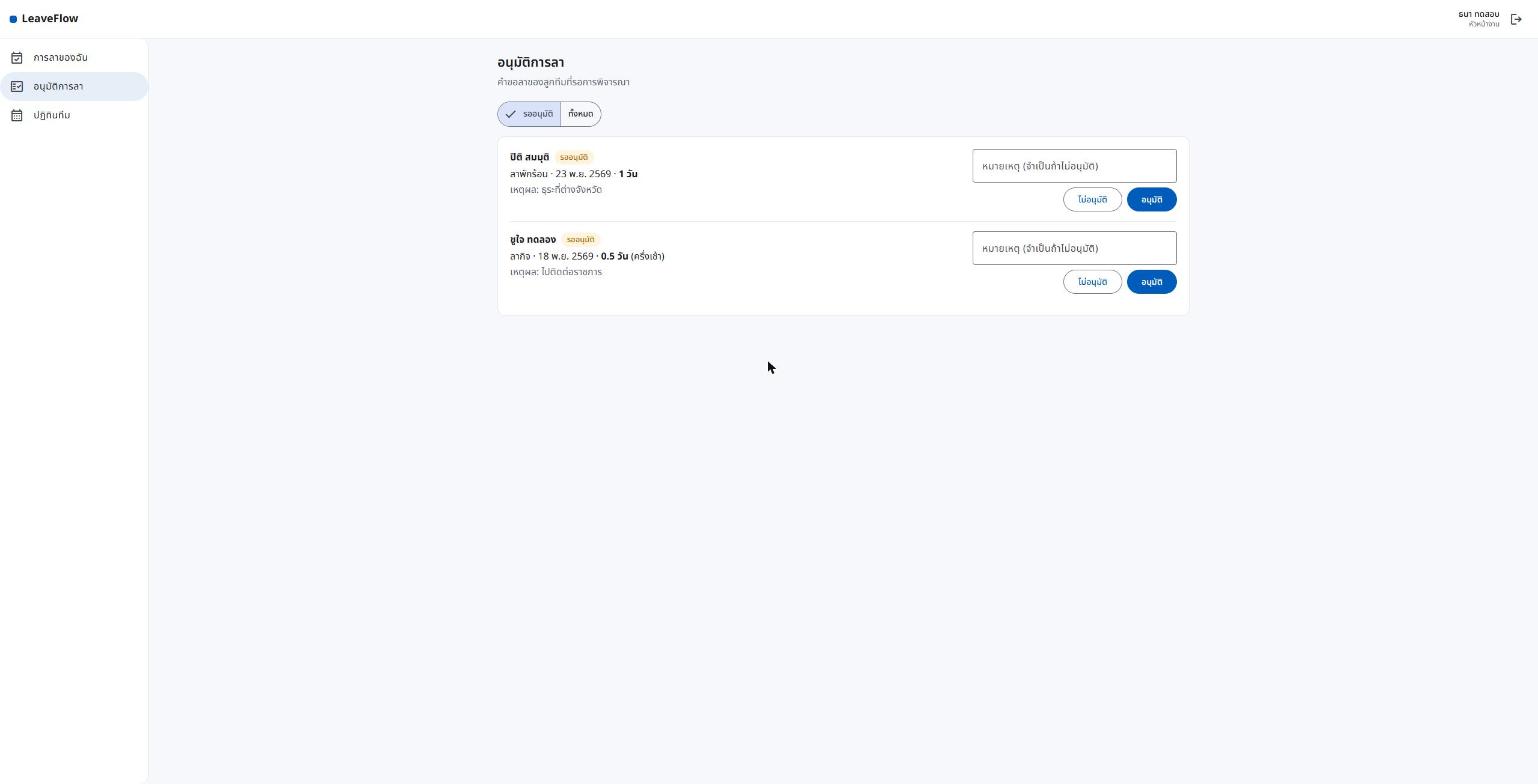 LeaveFlow
ธนา ทดสอบ
หัวหน้างาน
การลาของฉัน
อนุมัติการลา
ปฏิทินทีม
อนุมัติการลา
คำขอลาของลูกทีมที่รอการพิจารณา
รออนุมัติ
ทั้งหมด
ปิติ สมมุติ รออนุมัติ
ลาพักร้อน · 23 พ.ย. 2569 · 1 วัน
เหตุผล: ธุระที่ต่างจังหวัด
หมายเหตุ (จำเป็นถ้าไม่อนุมัติ)
ไม่อนุมัติ
อนุมัติ
ชูใจ ทดลอง รออนุมัติ
ลากิจ · 18 พ.ย. 2569 · 0.5 วัน (ครึ่งเช้า)
เหตุผล: ไปติดต่อราชการ
หมายเหตุ (จำเป็นถ้าไม่อนุมัติ)
ไม่อนุมัติ
อนุมัติ